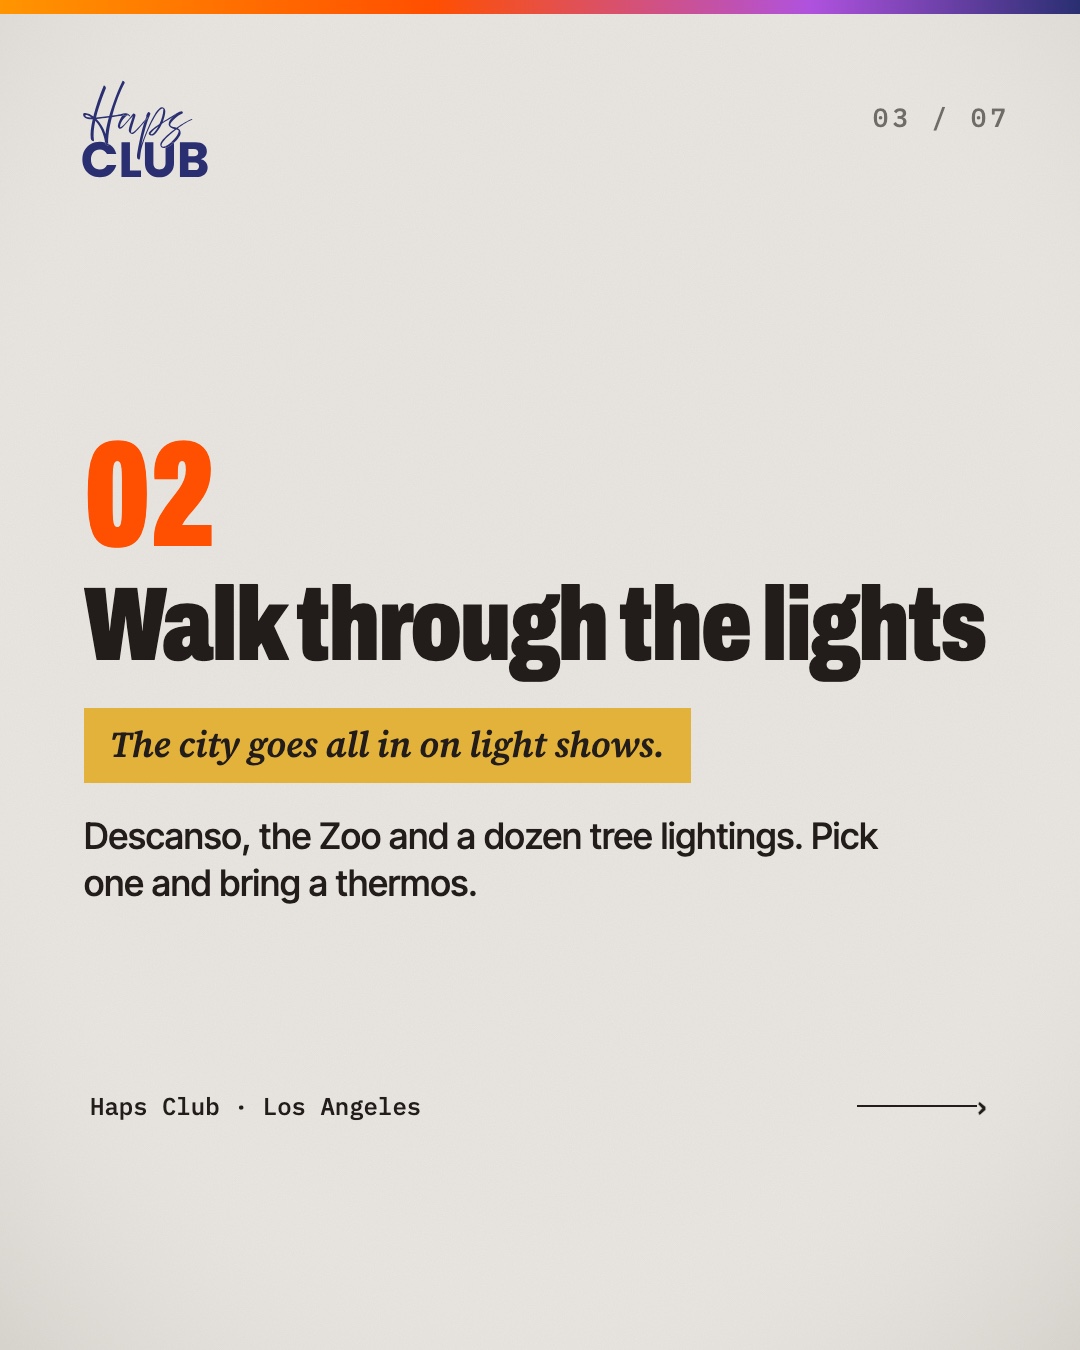 Haps
CLUB
03 / 07
02
Walk through the lights
The city goes all in on light shows.
Descanso, the Zoo and a dozen tree lightings. Pick
one and bring a thermos.
Haps Club · Los Angeles